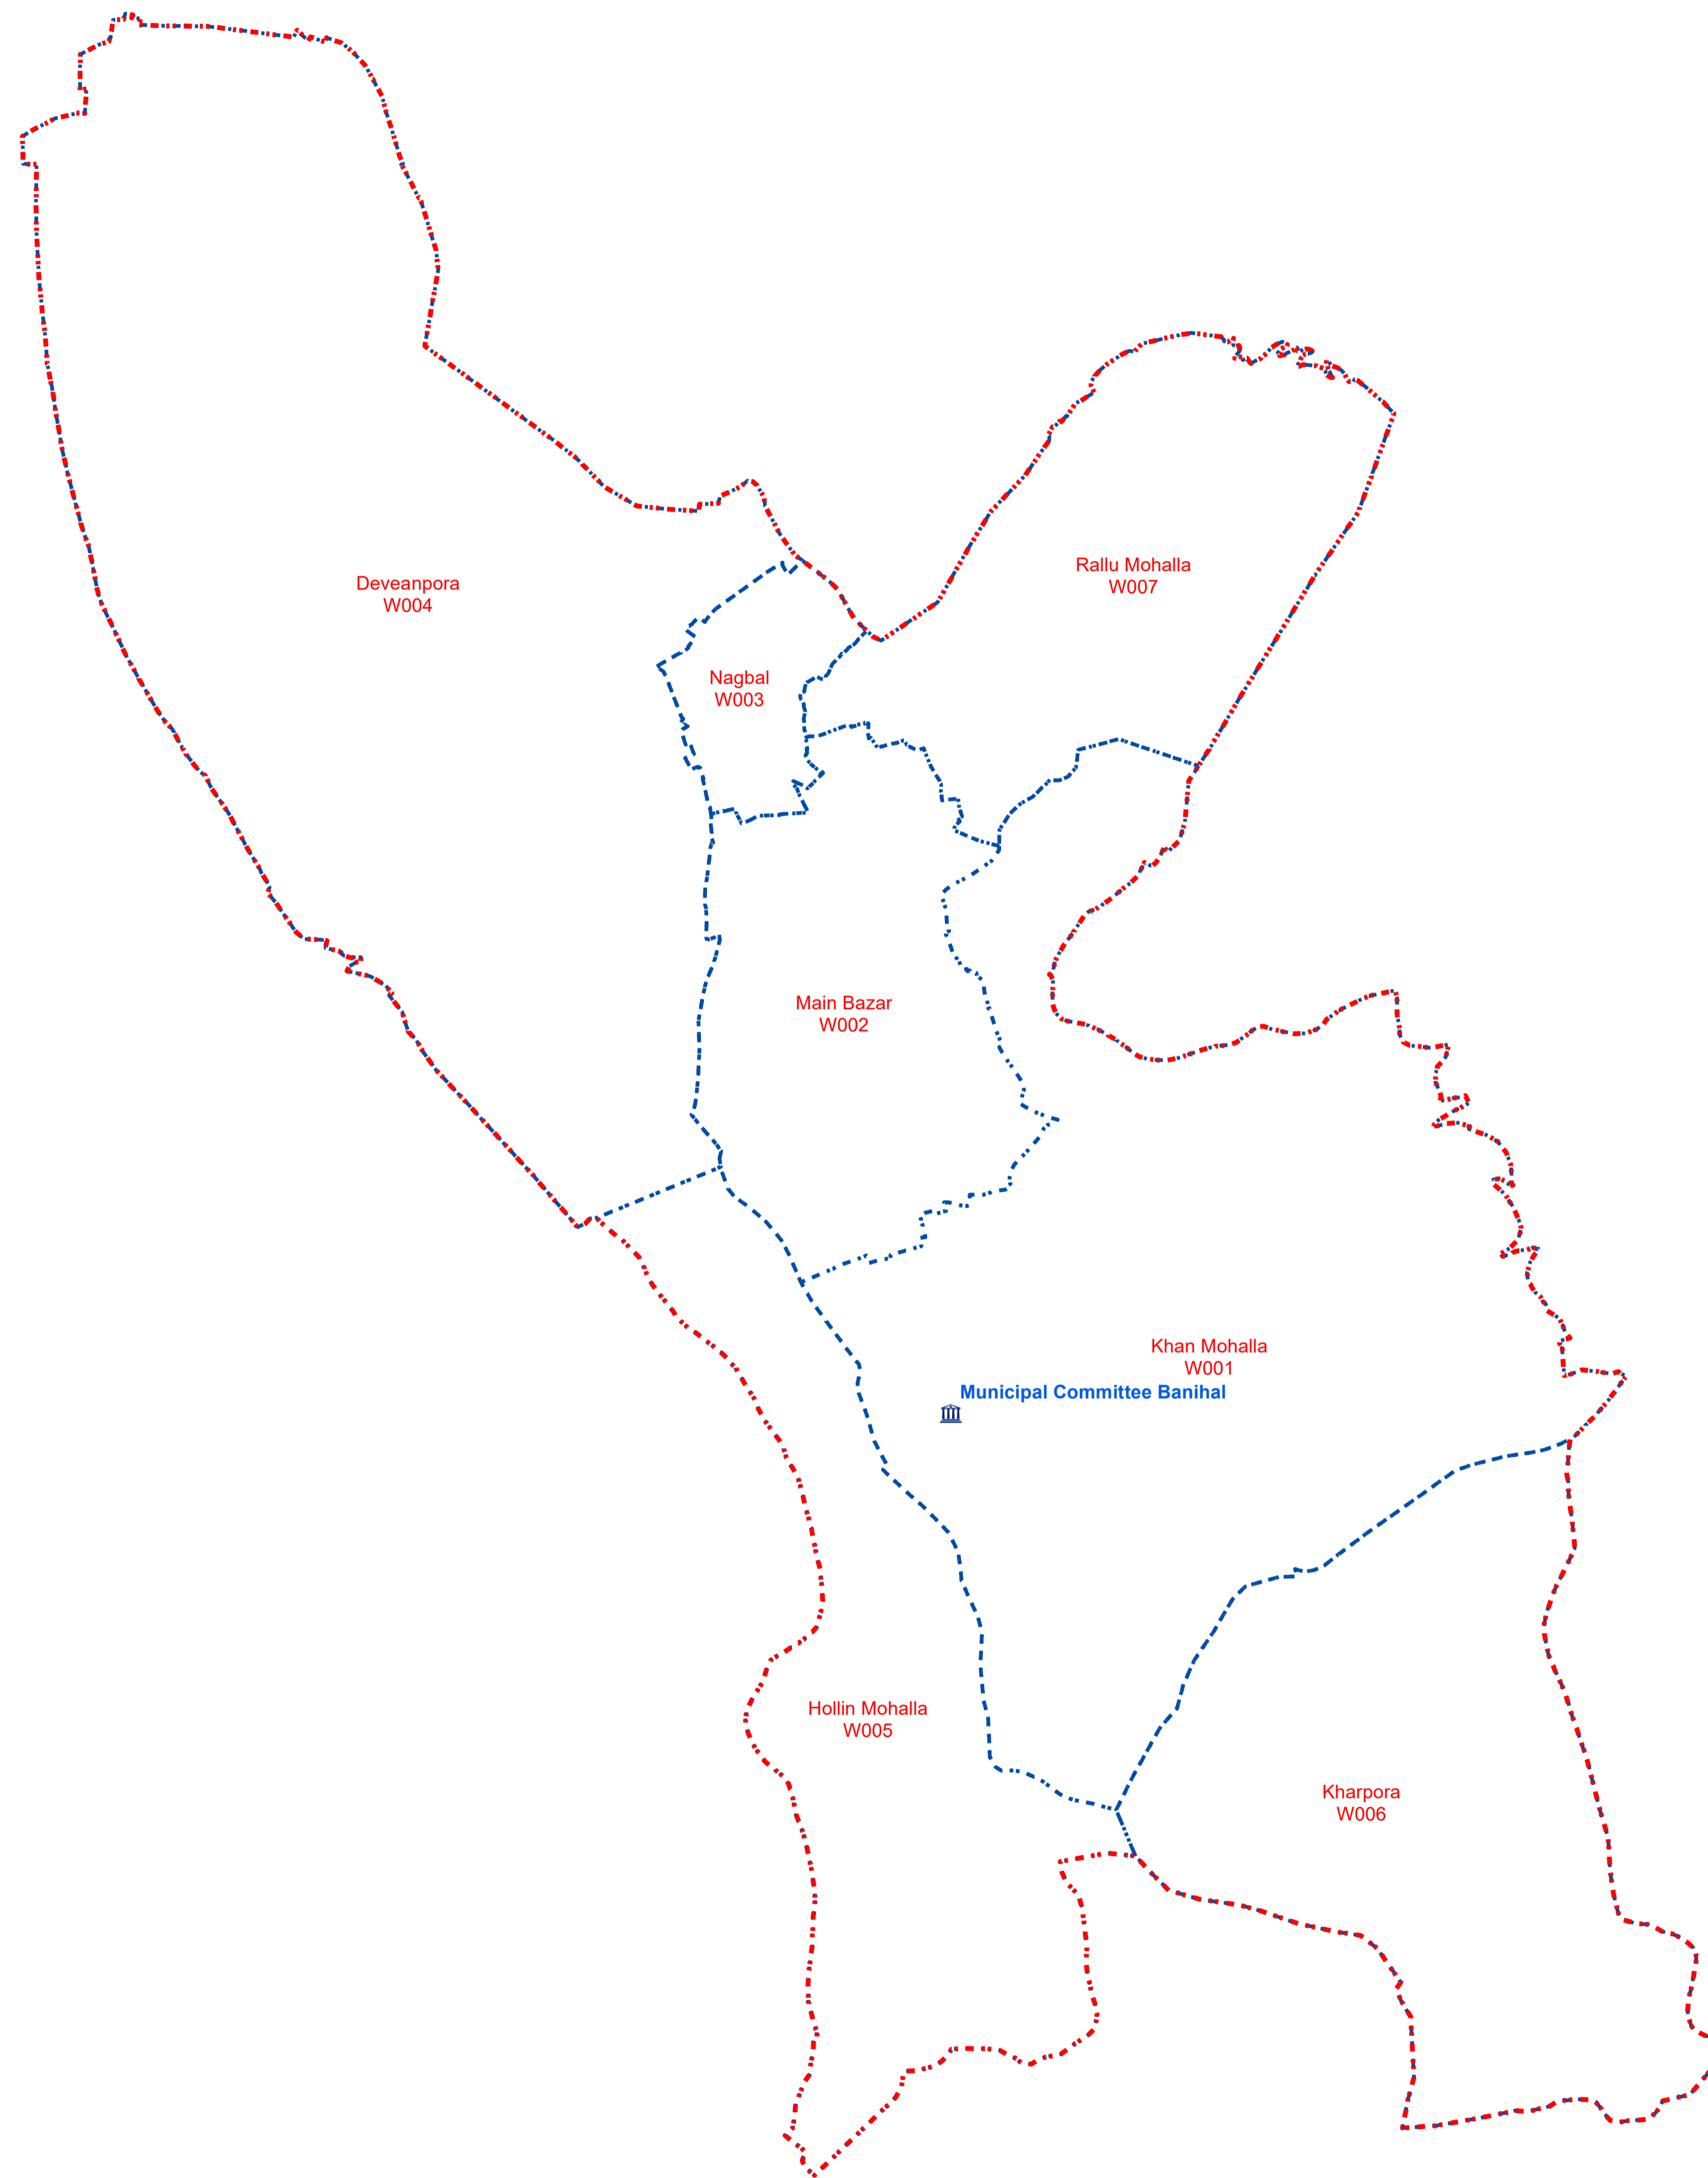 Rallu Mohalla
W007
Deveanpora
W004
Nagbal
W003
Main Bazar
W002
Khan Mohalla
W001
Municipal Committee Banihal
Hollin Mohalla
W005
Kharpora
W006